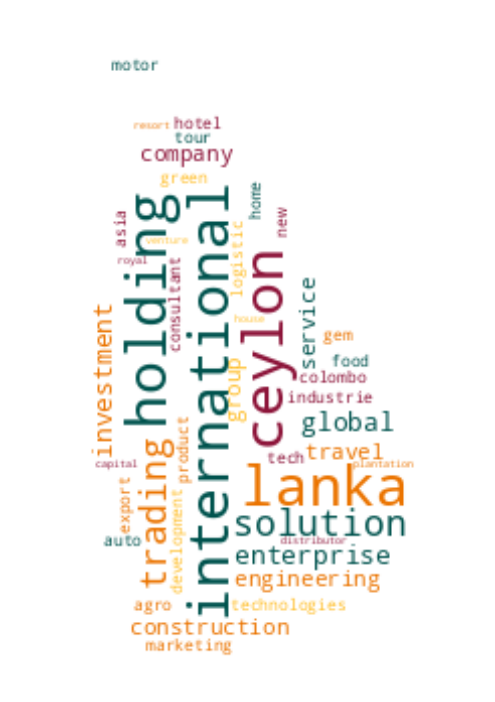 motor
resort hotel
tour
company
green
home
asia
new
holding
international
venture
logistic
royal
consultant
ceylon
service
house
investment
gem
food
group
colombo
industrie
global
product
trading
travel
tech
capital
plantation
lanka
export
development
solution
auto
distributor
enterprise
engineering
agro
technologies
construction
marketing